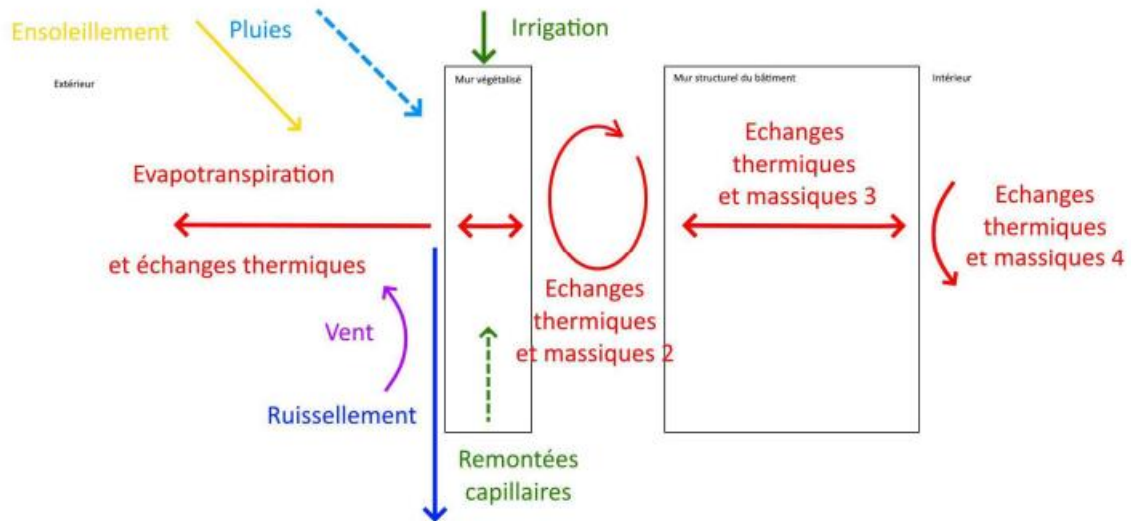 Ensoleillement
Pluies
Irrigation
Extérieur
Mur végétalisé
Mur structurel du bâtiment
Intérieur
Evapotranspiration
et échanges thermiques
Echanges
thermiques
et massiques 3
Echanges
thermiques
et massiques 4
Echanges
thermiques
et massiques 2
Vent
Ruissellement
Remontées
capillaires